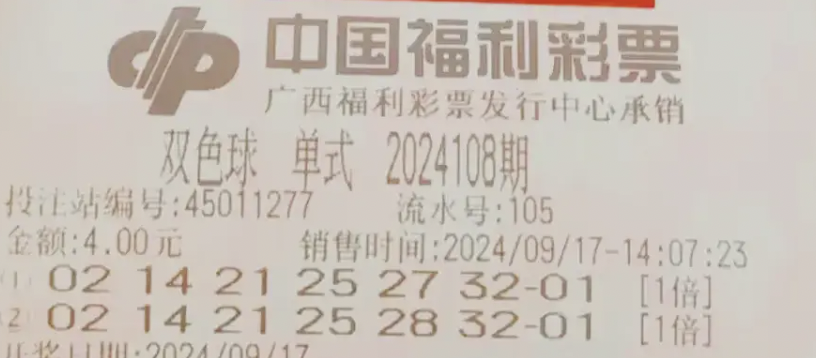 中国福利彩票
广西福利彩票发行中心承销
双色球 单式 2024108期
投注站编号:45011277 流水号:105
金额:4.00元 销售时间:2024/09/17-14:07:23
(1) 02 14 21 25 27 32-01 [1倍]
(2) 02 14 21 25 28 32-01 [1倍]
开奖日期:2024/09/17